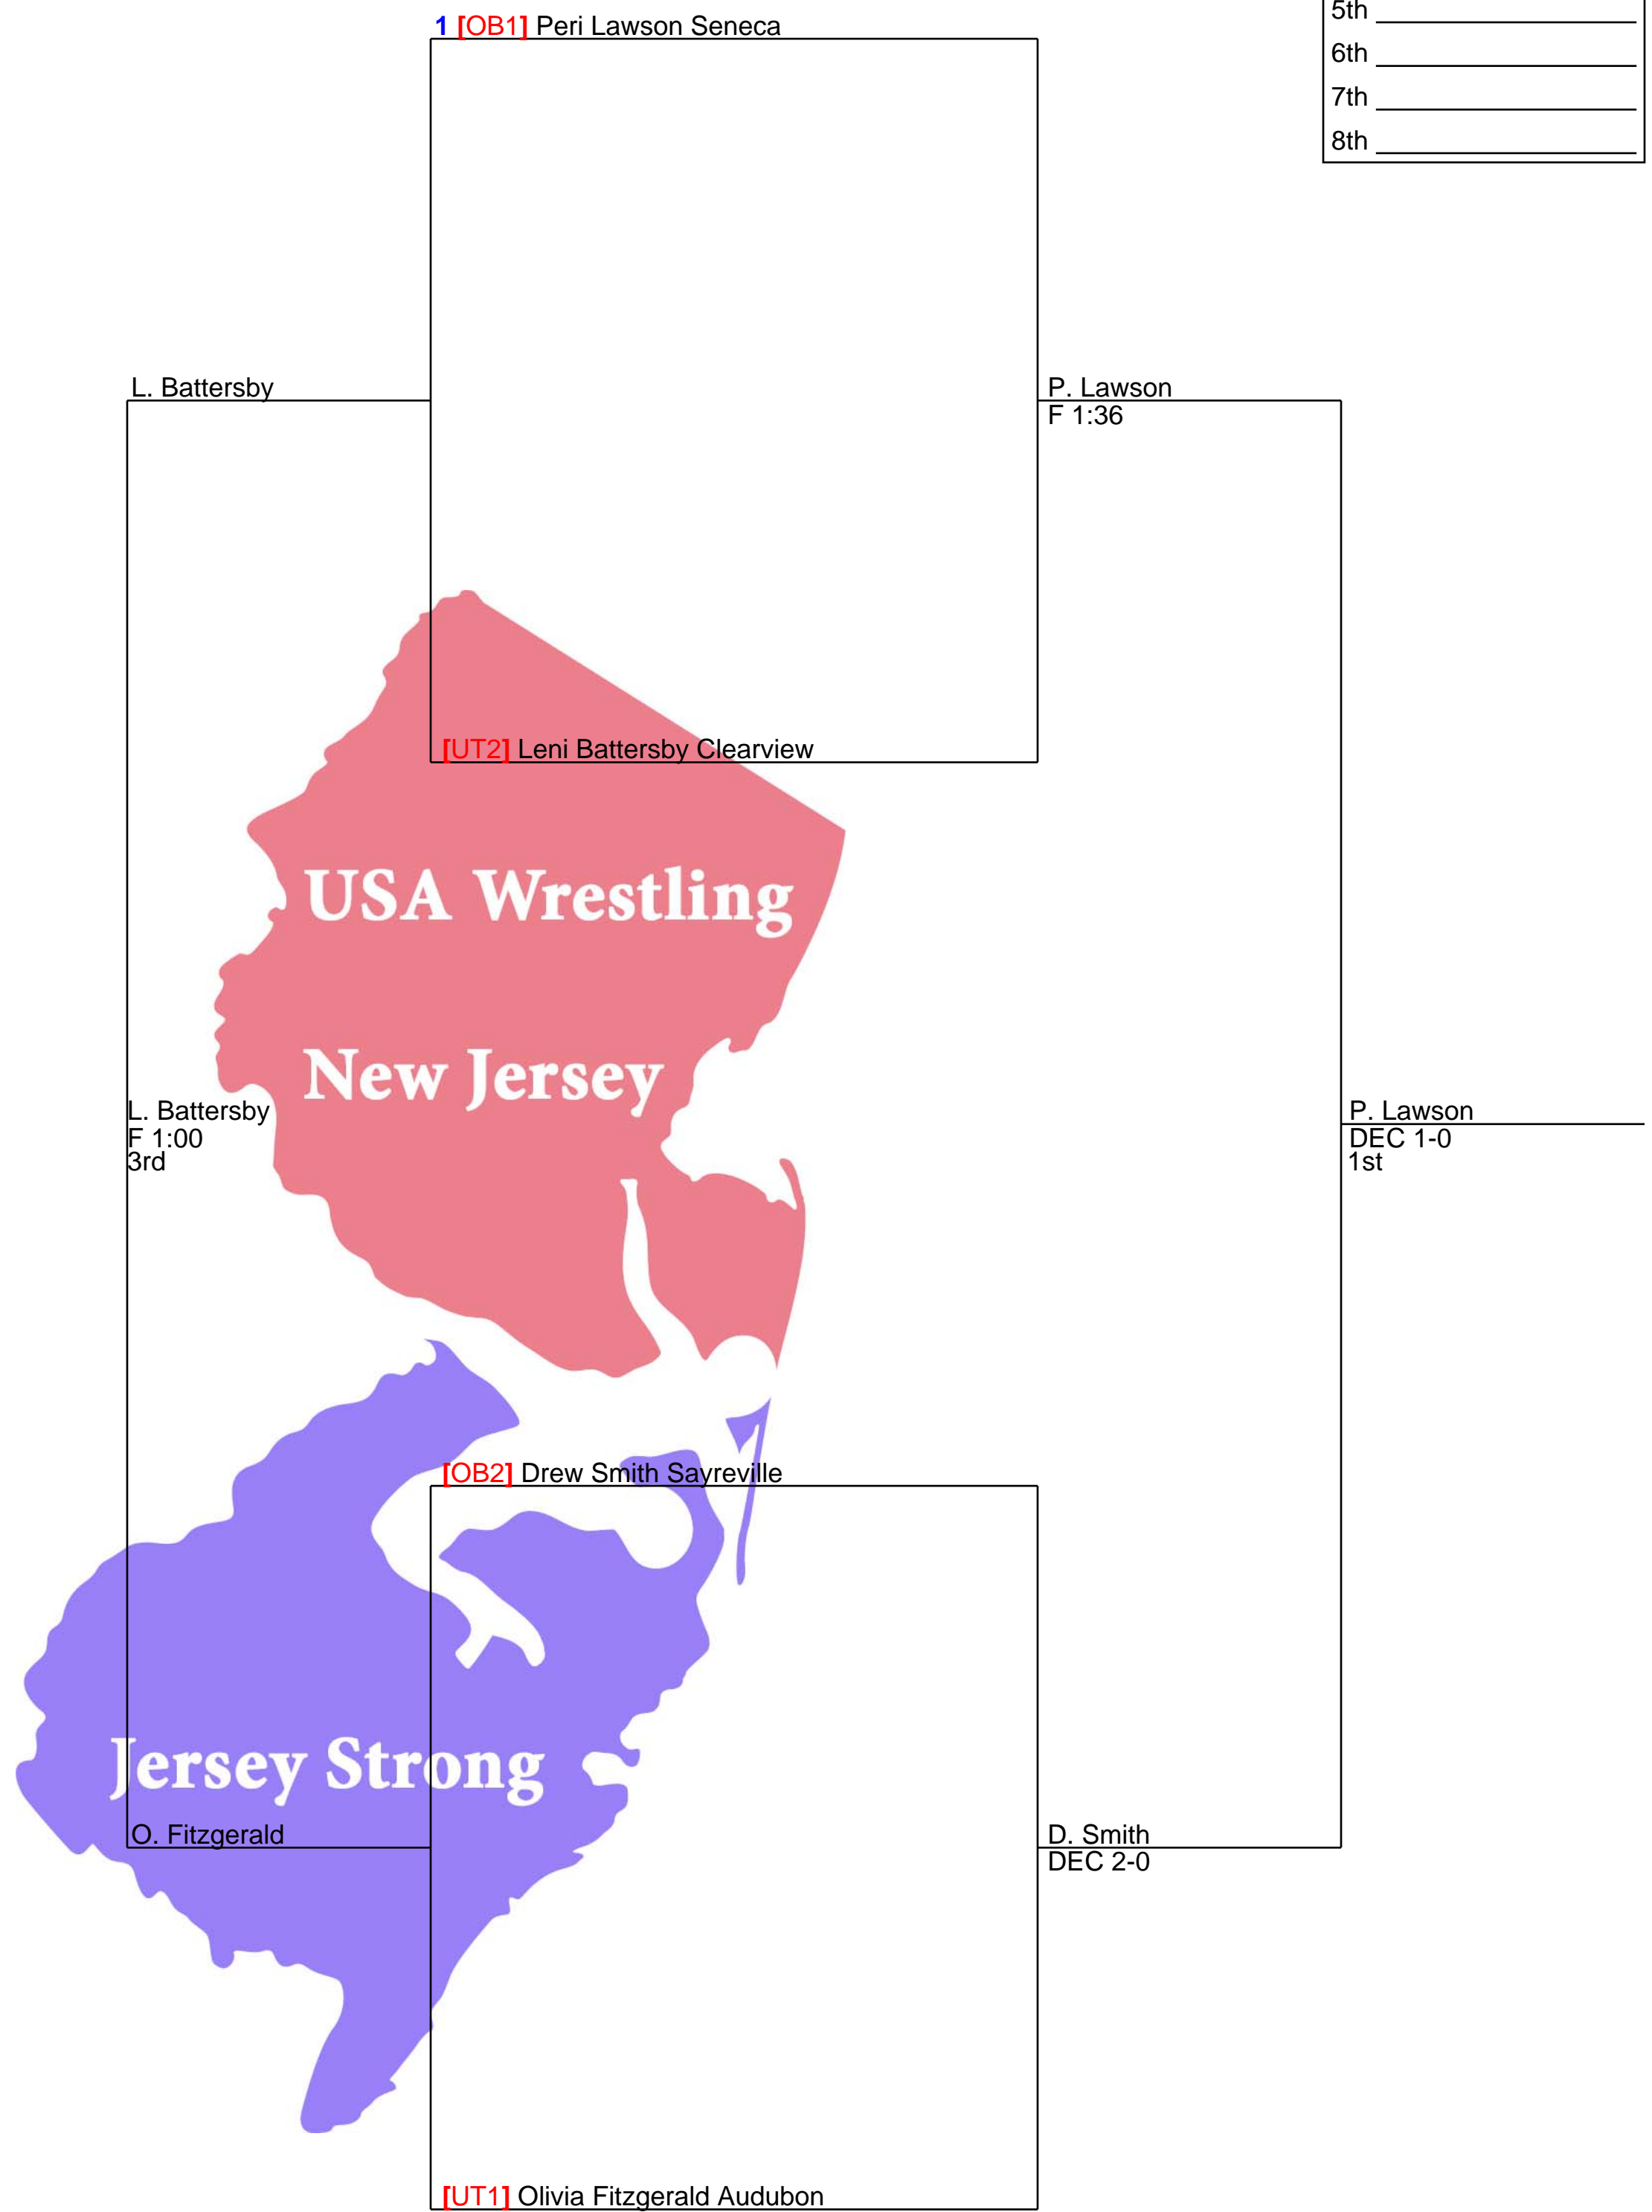 5th
1 [OB1] Peri Lawson Seneca
6th
7th
8th
L. Battersby
P. Lawson
F 1:36
[UT2] Leni Battersby Clearview
USA Wrestling
New Jersey
L. Battersby
F 1:00
3rd
P. Lawson
DEC 1-0
1st
[OB2] Drew Smith Sayreville
Jersey Strong
O. Fitzgerald
D. Smith
DEC 2-0
[UT1] Olivia Fitzgerald Audubon